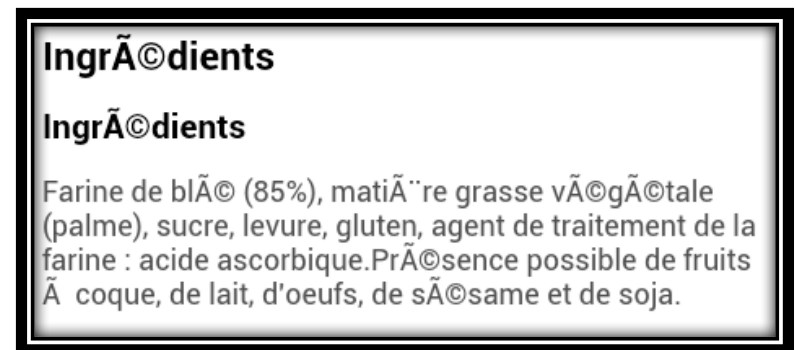 IngrÃ©dients
IngrÃ©dients
Farine de blÃ© (85%), matiÃ¨re grasse vÃ©gÃ©tale
(palme), sucre, levure, gluten, agent de traitement de la
farine : acide ascorbique.PrÃ©sence possible de fruits
Ã  coque, de lait, d'oeufs, de sÃ©same et de soja.